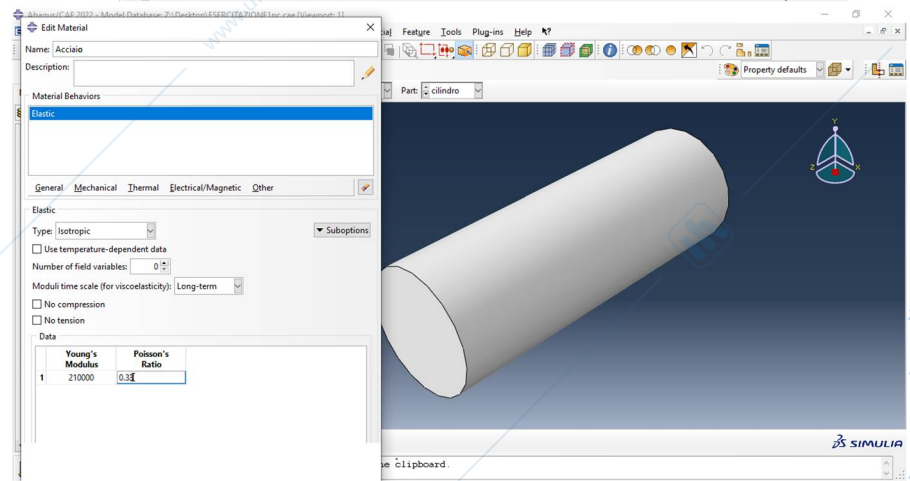 Abaqus/CAE 2022 - Model Database: Z:\Desktop\ESERCITAZIONE1nc.cae [Viewport: 1]
Edit Material
Feature Tools Plug-ins Help
Name: Acciaio
Description:
Property defaults
Part: cilindro
Material Behaviors
Elastic
General Mechanical Thermal Electrical/Magnetic Other
Elastic
Type: Isotropic
Suboptions
Use temperature-dependent data
Number of field variables: 0
Moduli time scale (for viscoelasticity): Long-term
No compression
No tension
Data
Young's Modulus
Poisson's Ratio
1 210000 0.33
Y
Z X
SIMULIA
clipboard.